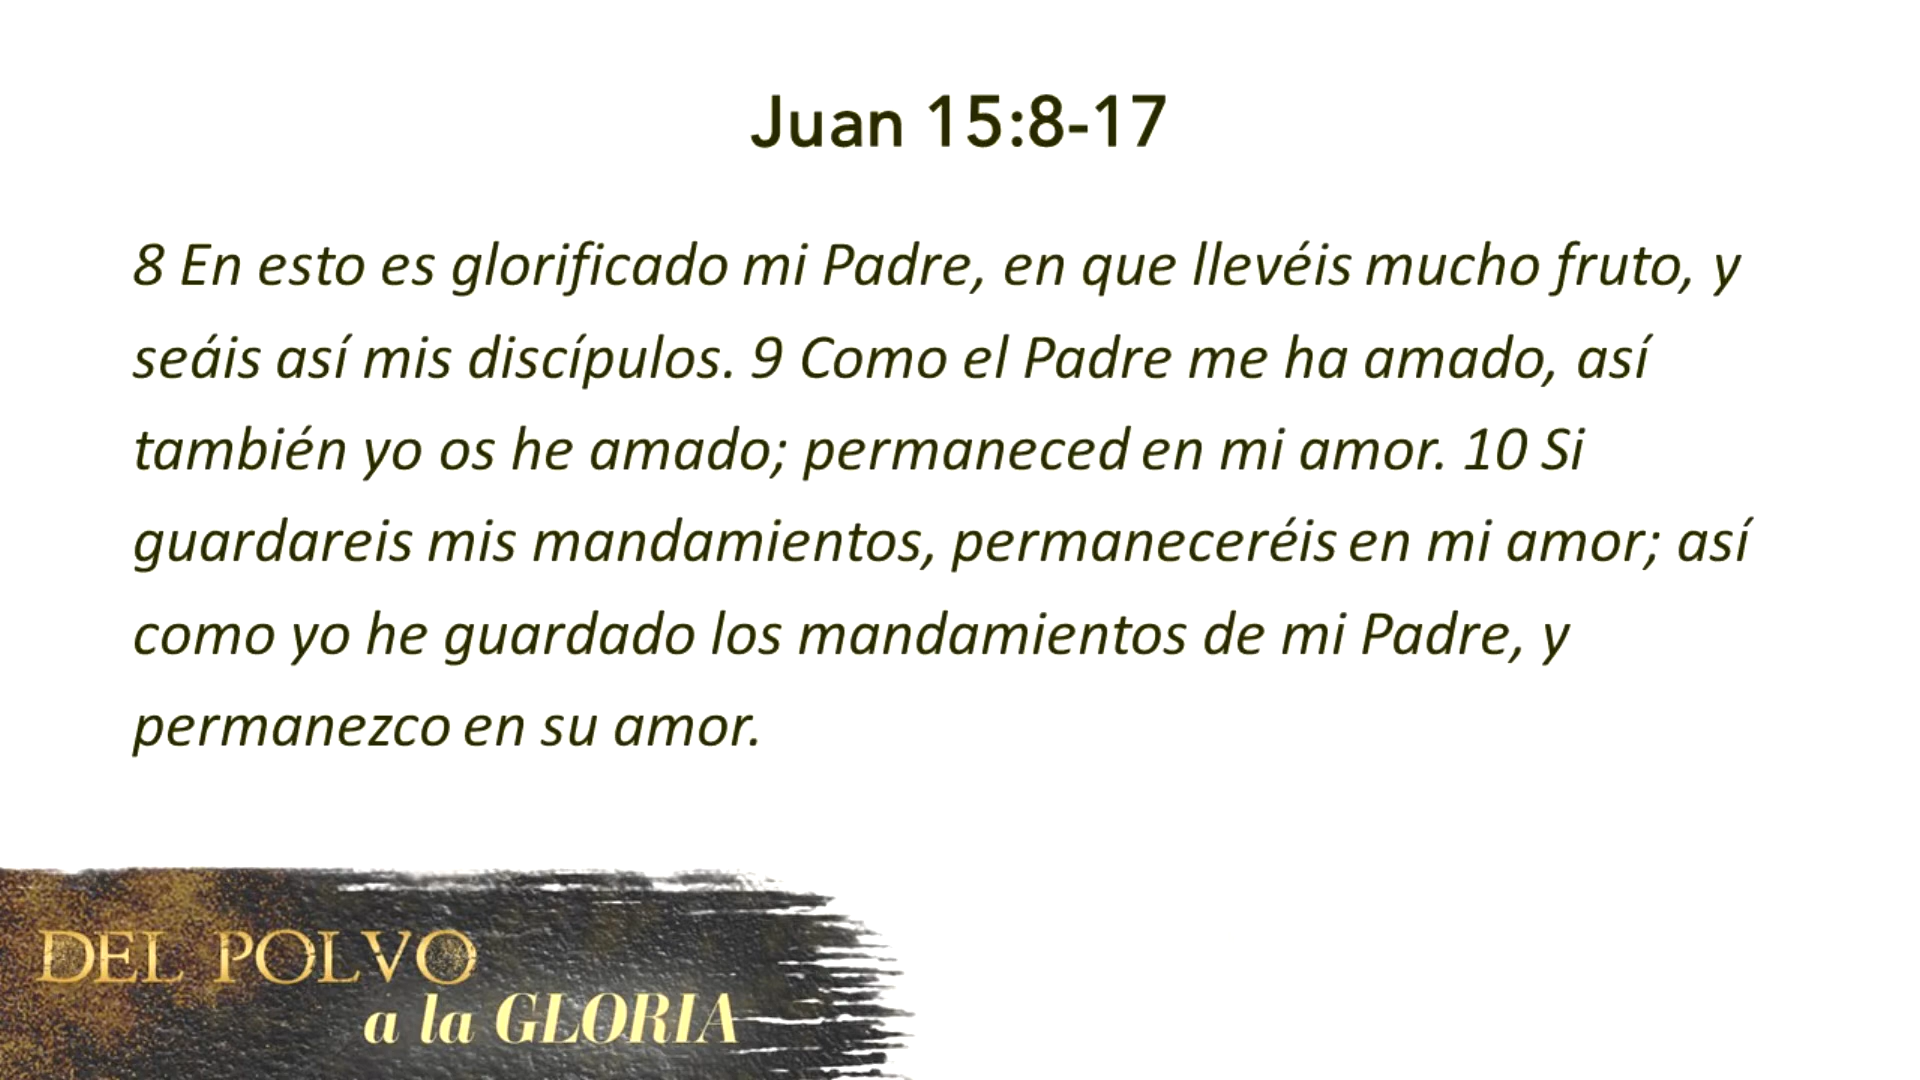 Juan 15:8-17
8 En esto es glorificado mi Padre, en que llevéis mucho fruto, y
seáis así mis discípulos. 9 Como el Padre me ha amado, así
también yo os he amado; permaneced en mi amor. 10 Si
guardareis mis mandamientos, permaneceréis en mi amor; así
como yo he guardado los mandamientos de mi Padre, y
permanezco en su amor.
DEL POLVO
a la GLORIA